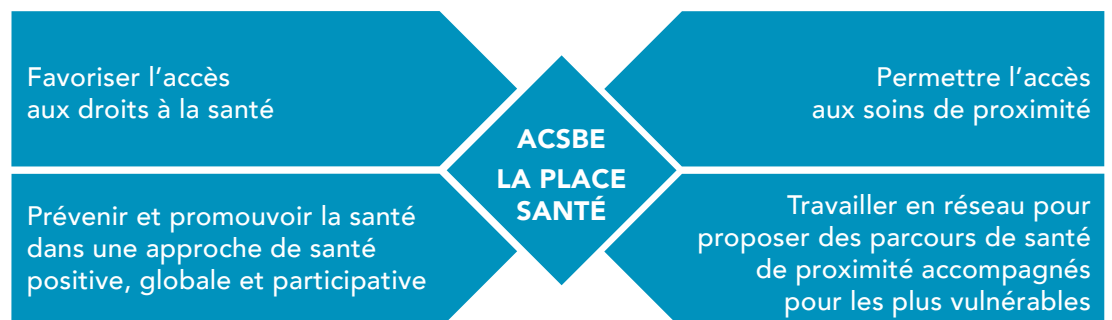 Favoriser l’accès
aux droits à la santé
Permettre l’accès
aux soins de proximité
ACSBE
LA PLACE
SANTÉ
Prévenir et promouvoir la santé
dans une approche de santé
positive, globale et participative
Travailler en réseau pour
proposer des parcours de santé
de proximité accompagnés
pour les plus vulnérables